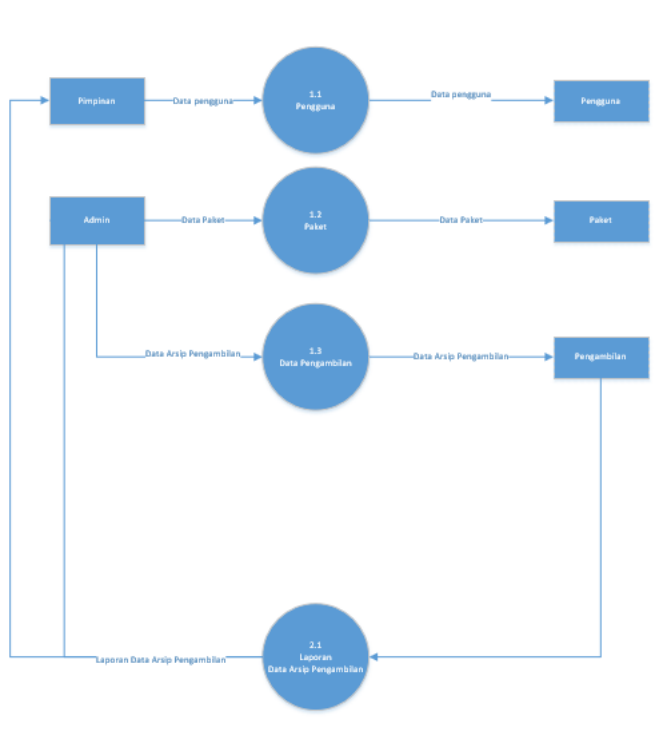 1.1
Pengguna
Pimpinan
Data pengguna
Data pengguna
Pengguna
1.2
Paket
Admin
Data Paket
Data Paket
Paket
1.3
Data Pengambilan
Data Arsip Pengambilan
Data Arsip Pengambilan
Pengambilan
2.1
Laporan
Data Arsip Pengambilan
Laporan Data Arsip Pengambilan